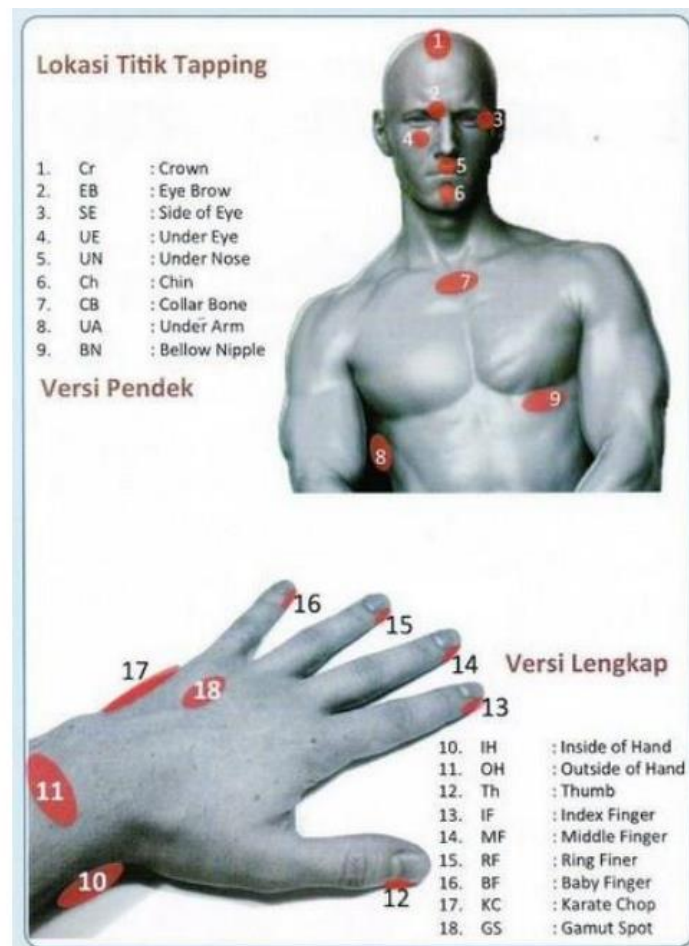 Lokasi Titik Tapping
1. Cr : Crown
2. EB : Eye Brow
3. SE : Side of Eye
4. UE : Under Eye
5. UN : Under Nose
6. Ch : Chin
7. CB : Collar Bone
8. UA : Under Arm
9. BN : Bellow Nipple
Versi Pendek
1
2
3
4
5
6
7
9
8
16
15
17
14
18
13
11
10
12
Versi Lengkap
10. IH : Inside of Hand
11. OH : Outside of Hand
12. Th : Thumb
13. IF : Index Finger
14. MF : Middle Finger
15. RF : Ring Finer
16. BF : Baby Finger
17. KC : Karate Chop
18. GS : Gamut Spot